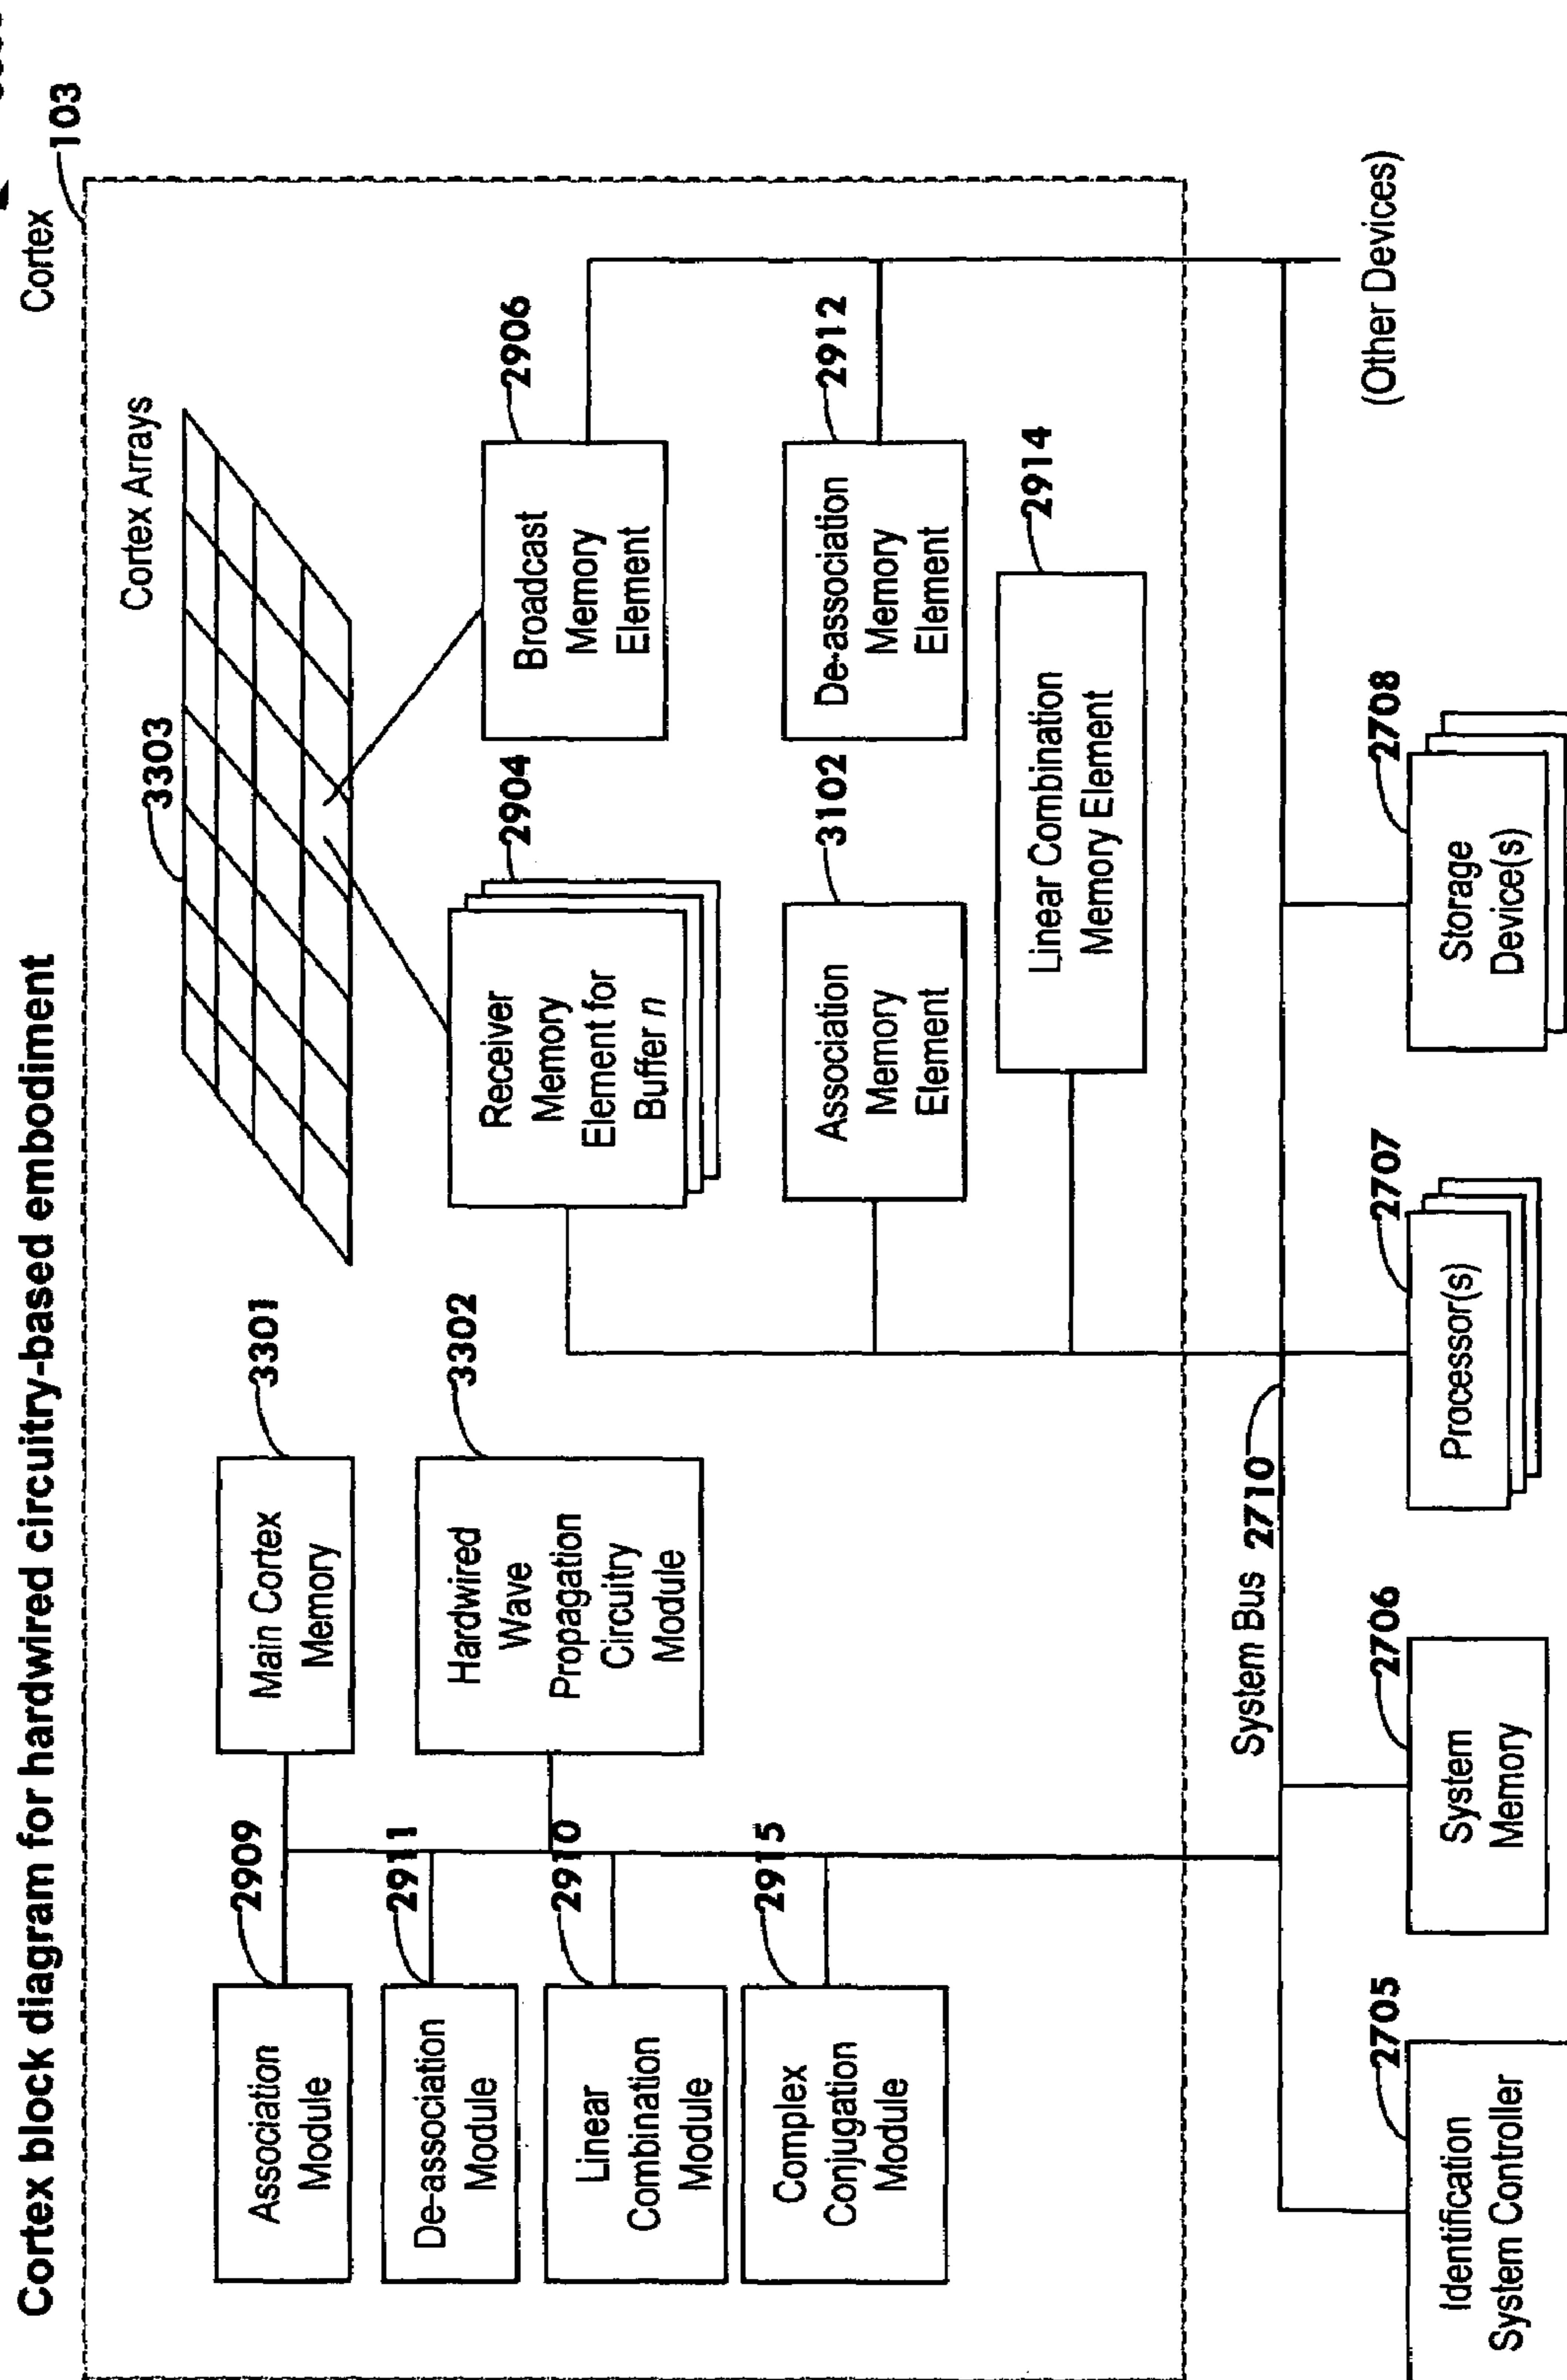 Cortex block diagram for hardwired circuitry-based embodiment
Cortex
103
Cortex Arrays
3303
Association
Module
2909
De-association
Module
2911
Linear
Combination
Module
2910
Complex
Conjugation
Module
2915
Main Cortex
Memory
3301
Hardwired
Wave
Propagation
Circuitry
Module
3302
Receiver
Memory
Element for
Buffer n
2904
Broadcast
Memory
Element
2906
Association
Memory
Element
3102
De-association
Memory
Element
2912
Linear Combination
Memory Element
2914
System Bus 2710
(Other Devices)
Identification
System Controller
2705
System
Memory
2706
Processor(s)
2707
Storage
Device(s)
2708